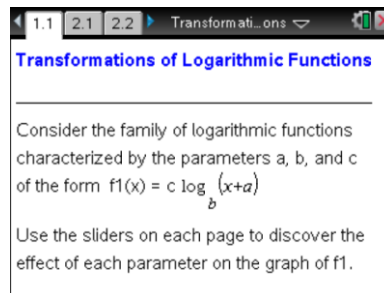 1.1 2.1 2.2 Transformati...ons
Transformations of Logarithmic Functions
Consider the family of logarithmic functions
characterized by the parameters a, b, and c
of the form f1(x) = c log_b (x+a)
Use the sliders on each page to discover the
effect of each parameter on the graph of f1.